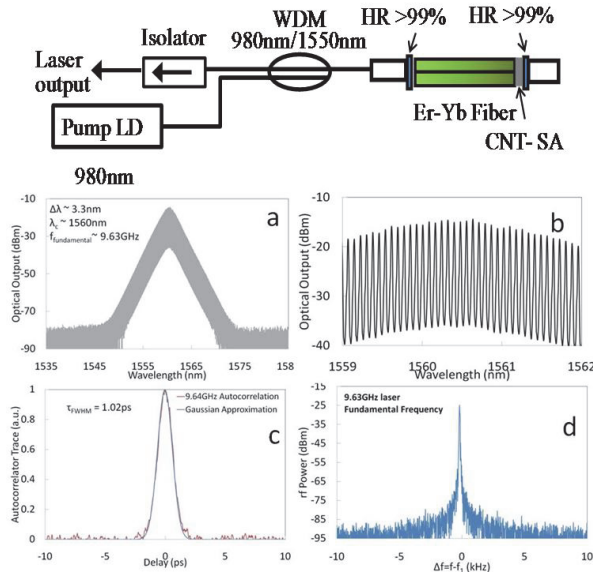 WDM
980nm/1550nm
HR >99%
HR >99%
Isolator
Laser
output
Er-Yb Fiber
CNT- SA
Pump LD
980nm
-10
-30
-50
-70
-90
Optical Output (dBm)
Δλ ~ 3.3nm
λc ~ 1560nm
ffundamental ~ 9.63GHz
a
1535
1545
1555
1565
1575
158
Wavelength (nm)
-10
-20
-30
-40
Optical Output (dBm)
b
1559
1560
1561
1562
Wavelength (nm)
1
0.8
0.6
0.4
0.2
0
Autocorrelator Trace (a.u.)
τFWHM = 1.02ps
9.64GHz Autocorrelation
Gaussian Approximation
c
-10
-5
0
5
10
Delay (ps)
-15
-25
-35
-45
-55
-65
-75
-85
-95
rf Power (dBm)
9.63GHz laser
Fundamental Frequency
d
-10
-5
0
5
10
Δf=f-f1 (kHz)